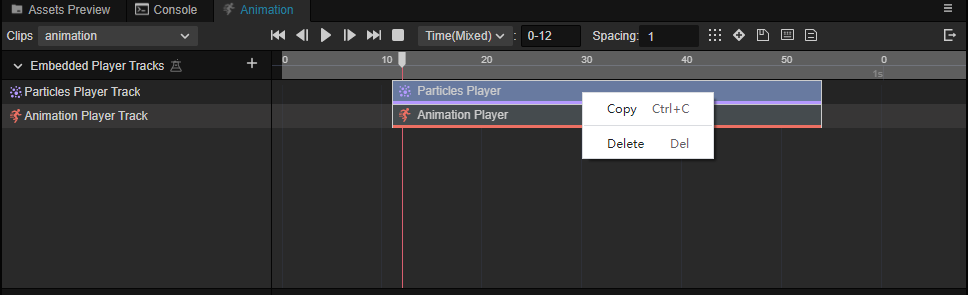 Assets Preview Console Animation
Clips animation Time(Mixed) : 0-12 Spacing: 1
Embedded Player Tracks + 0 10 20 30 40 50 0
1s
Particles Player Track Particles Player
Animation Player Track Animation Player
Copy Ctrl+C
Delete Del